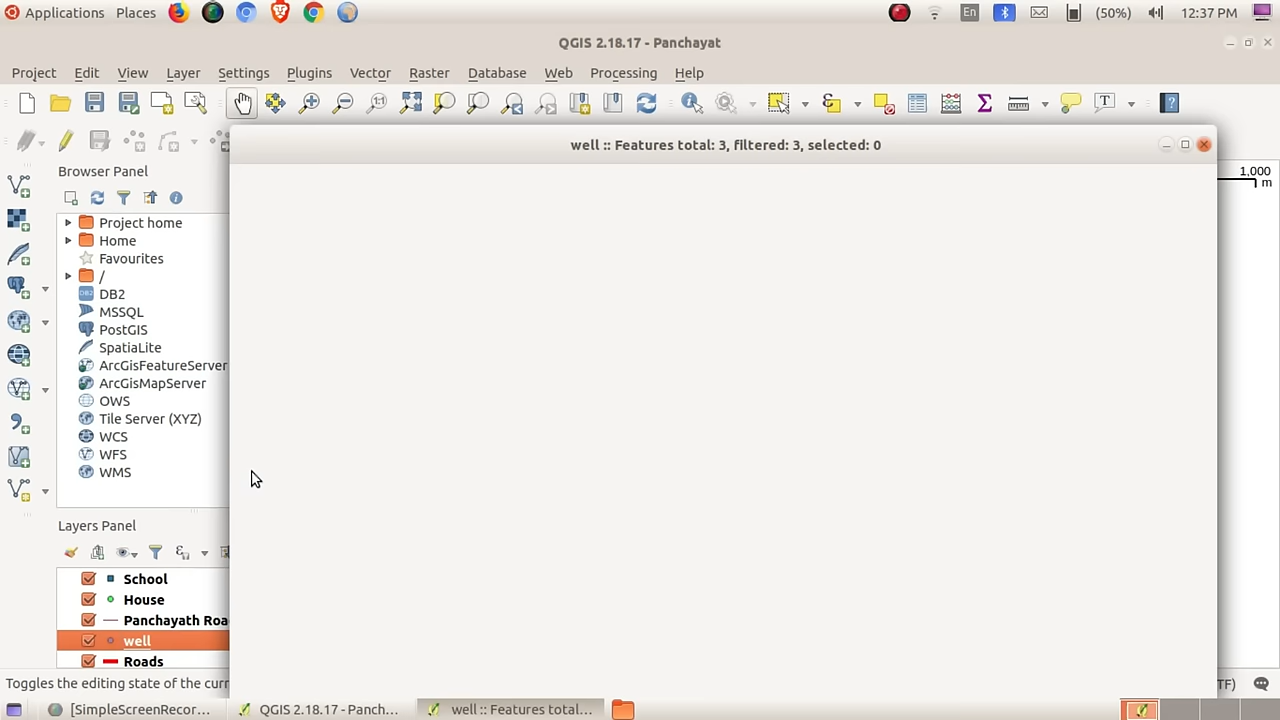 Applications Places En (50%) 12:37 PM
QGIS 2.18.17 - Panchayat
Project Edit View Layer Settings Plugins Vector Raster Database Web Processing Help
well :: Features total: 3, filtered: 3, selected: 0
Browser Panel
1,000
m
Project home
Home
Favourites
/
DB2
MSSQL
PostGIS
SpatiaLite
ArcGisFeatureServer
ArcGisMapServer
OWS
Tile Server (XYZ)
WCS
WFS
WMS
Layers Panel
School
House
Panchayath Roa
well
Roads
Toggles the editing state of the curr TF)
[SimpleScreenRecor... QGIS 2.18.17 - Panch... well :: Features total...